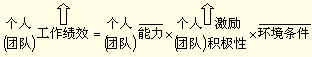 个人 个人 个人 激励
(团队) 工作绩效 = (团队) 能力 × (团队) 积极性 × 环境条件